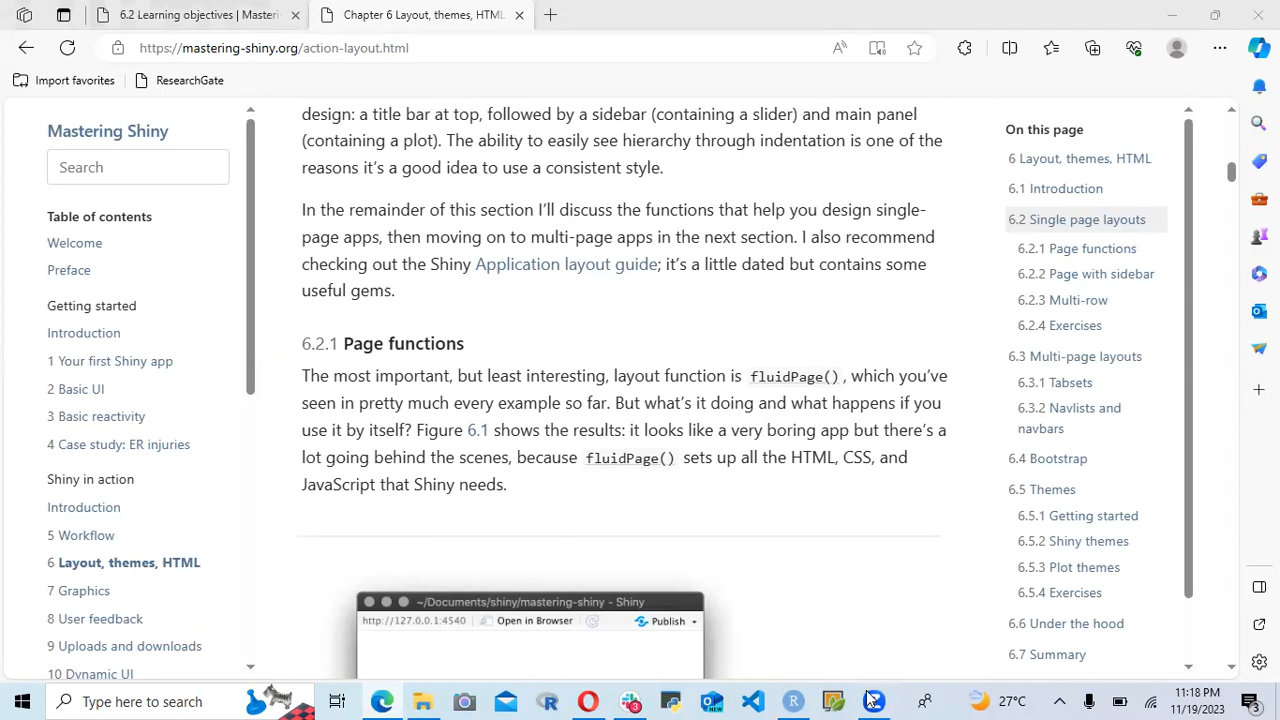 6.2 Learning objectives | Masteri
Chapter 6 Layout, themes, HTML
https://mastering-shiny.org/action-layout.html
Import favorites
ResearchGate
Mastering Shiny
Search
Table of contents
Welcome
Preface
Getting started
Introduction
1 Your first Shiny app
2 Basic UI
3 Basic reactivity
4 Case study: ER injuries
Shiny in action
Introduction
5 Workflow
6 Layout, themes, HTML
7 Graphics
8 User feedback
9 Uploads and downloads
10 Dynamic UI
design: a title bar at top, followed by a sidebar (containing a slider) and main panel
(containing a plot). The ability to easily see hierarchy through indentation is one of the
reasons it’s a good idea to use a consistent style.
In the remainder of this section I’ll discuss the functions that help you design single-
page apps, then moving on to multi-page apps in the next section. I also recommend
checking out the Shiny Application layout guide; it’s a little dated but contains some
useful gems.
6.2.1 Page functions
The most important, but least interesting, layout function is fluidPage(), which you’ve
seen in pretty much every example so far. But what’s it doing and what happens if you
use it by itself? Figure 6.1 shows the results: it looks like a very boring app but there’s a
lot going behind the scenes, because fluidPage() sets up all the HTML, CSS, and
JavaScript that Shiny needs.
~/Documents/shiny/mastering-shiny - Shiny
http://127.0.0.1:4540 Open in Browser Publish
On this page
6 Layout, themes, HTML
6.1 Introduction
6.2 Single page layouts
6.2.1 Page functions
6.2.2 Page with sidebar
6.2.3 Multi-row
6.2.4 Exercises
6.3 Multi-page layouts
6.3.1 Tabsets
6.3.2 Navlists and
navbars
6.4 Bootstrap
6.5 Themes
6.5.1 Getting started
6.5.2 Shiny themes
6.5.3 Plot themes
6.5.4 Exercises
6.6 Under the hood
6.7 Summary
Type here to search
3
NEW
27°C
11:18 PM
11/19/2023
3